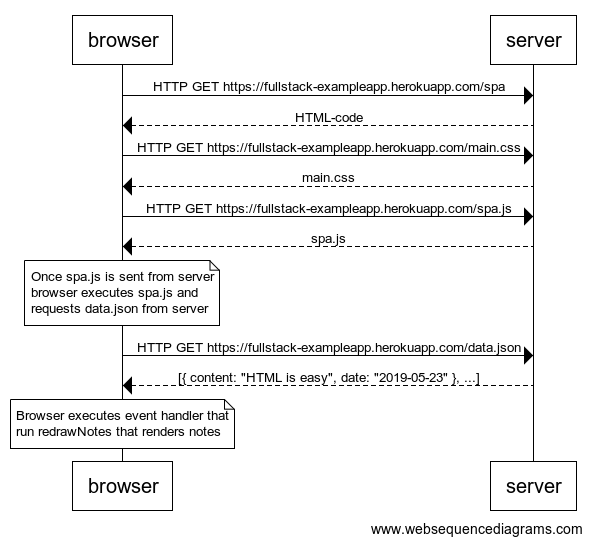 browser
server
HTTP GET https://fullstack-exampleapp.herokuapp.com/spa
HTML-code
HTTP GET https://fullstack-exampleapp.herokuapp.com/main.css
main.css
HTTP GET https://fullstack-exampleapp.herokuapp.com/spa.js
spa.js
Once spa.js is sent from server
browser executes spa.js and
requests data.json from server
HTTP GET https://fullstack-exampleapp.herokuapp.com/data.json
[{ content: "HTML is easy", date: "2019-05-23" }, ...]
Browser executes event handler that
run redrawNotes that renders notes
browser
server
www.websequencediagrams.com